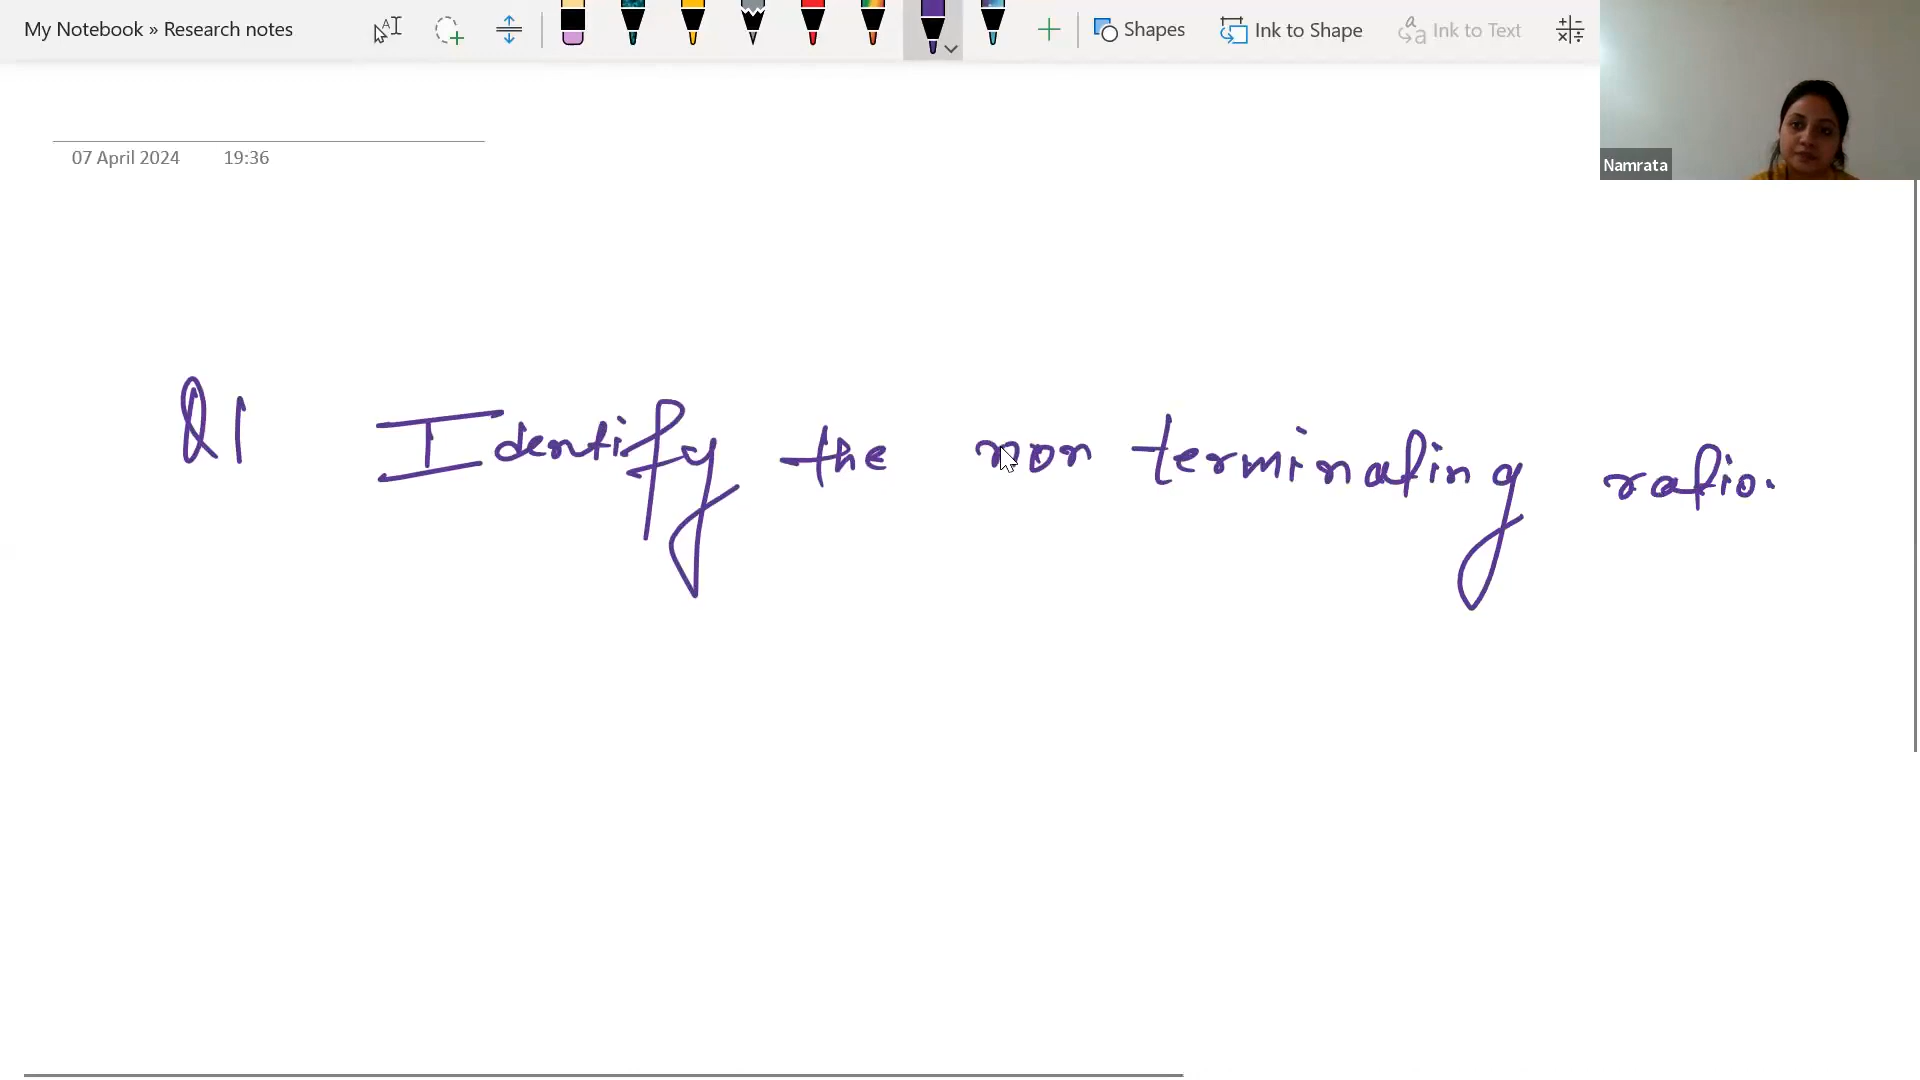 My Notebook » Research notes
Shapes
Ink to Shape
Ink to Text
Namrata
07 April 2024 19:36
Q1 Identify the non terminating ratio.